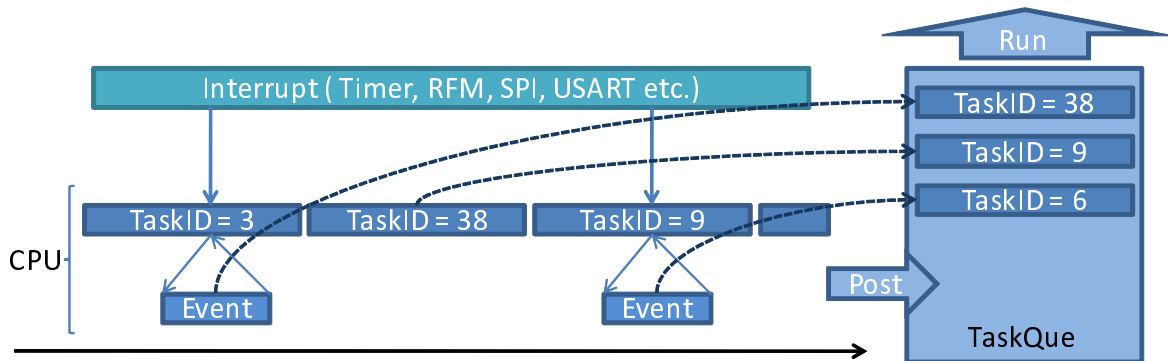 Run
Interrupt ( Timer, RFM, SPI, USART etc.)
TaskID = 38
TaskID = 9
TaskID = 6
TaskID = 3
TaskID = 38
TaskID = 9
CPU
Event
Event
Post
TaskQue